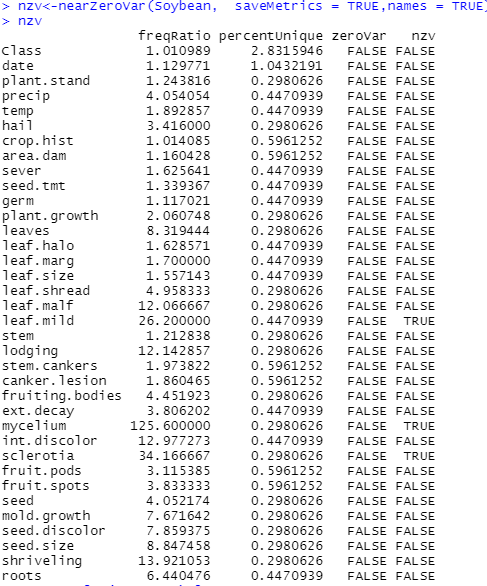 > nzv<-nearZeroVar(Soybean, saveMetrics = TRUE,names = TRUE)
> nzv
freqRatio percentUnique zeroVar nzv
Class 1.010989 2.8315946 FALSE FALSE
date 1.129771 1.0432191 FALSE FALSE
plant.stand 1.243816 0.2980626 FALSE FALSE
precip 4.054054 0.4470939 FALSE FALSE
temp 1.892857 0.4470939 FALSE FALSE
hail 3.416000 0.2980626 FALSE FALSE
crop.hist 1.014085 0.5961252 FALSE FALSE
area.dam 1.160428 0.5961252 FALSE FALSE
sever 1.625641 0.4470939 FALSE FALSE
seed.tmt 1.339367 0.4470939 FALSE FALSE
germ 1.117021 0.4470939 FALSE FALSE
plant.growth 2.060748 0.2980626 FALSE FALSE
leaves 8.319444 0.2980626 FALSE FALSE
leaf.halo 1.628571 0.4470939 FALSE FALSE
leaf.marg 1.700000 0.4470939 FALSE FALSE
leaf.size 1.557143 0.4470939 FALSE FALSE
leaf.shread 4.958333 0.2980626 FALSE FALSE
leaf.malf 12.066667 0.2980626 FALSE FALSE
leaf.mild 26.200000 0.4470939 FALSE TRUE
stem 1.212838 0.2980626 FALSE FALSE
lodging 12.142857 0.2980626 FALSE FALSE
stem.cankers 1.973822 0.5961252 FALSE FALSE
canker.lesion 1.860465 0.5961252 FALSE FALSE
fruiting.bodies 4.451923 0.2980626 FALSE FALSE
ext.decay 3.806202 0.4470939 FALSE FALSE
mycelium 125.600000 0.2980626 FALSE TRUE
int.discolor 12.977273 0.4470939 FALSE FALSE
sclerotia 34.166667 0.2980626 FALSE TRUE
fruit.pods 3.115385 0.5961252 FALSE FALSE
fruit.spots 3.833333 0.5961252 FALSE FALSE
seed 4.052174 0.2980626 FALSE FALSE
mold.growth 7.671642 0.2980626 FALSE FALSE
seed.discolor 7.859375 0.2980626 FALSE FALSE
seed.size 8.847458 0.2980626 FALSE FALSE
shriveling 13.921053 0.2980626 FALSE FALSE
roots 6.440476 0.4470939 FALSE FALSE